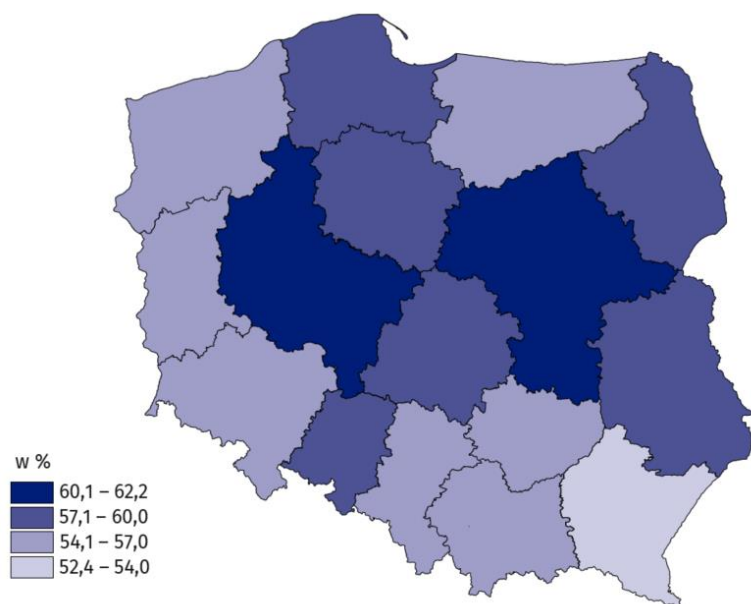 w %
60,1 – 62,2
57,1 – 60,0
54,1 – 57,0
52,4 – 54,0